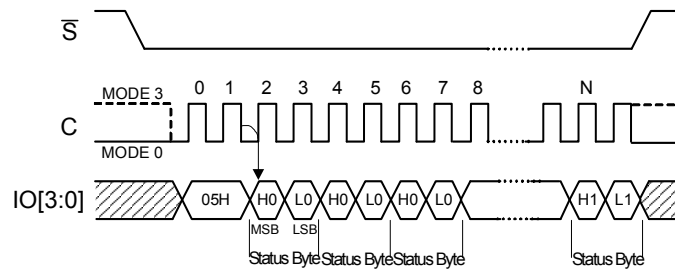 S̅
MODE 3
MODE 0
C
0 1 2 3 4 5 6 7 8 N
IO[3:0]
05H H0 L0 H0 L0 H0 L0 H1 L1
MSB LSB
Status Byte Status Byte Status Byte Status Byte